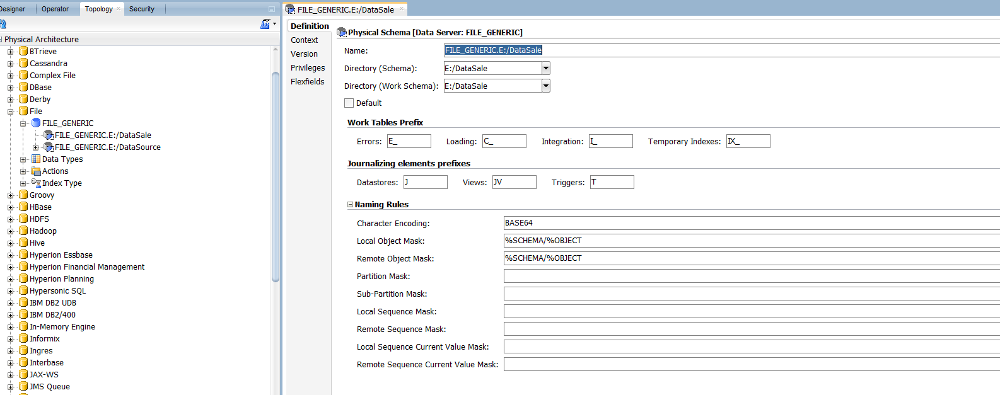 Designer Operator Topology Security
Physical Architecture
BTrieve
Cassandra
Complex File
DBase
Derby
File
FILE_GENERIC
FILE_GENERIC.E:/DataSale
FILE_GENERIC.E:/DataSource
Data Types
Actions
Index Type
Groovy
HBase
HDFS
Hadoop
Hive
Hyperion Essbase
Hyperion Financial Management
Hyperion Planning
Hypersonic SQL
IBM DB2 UDB
IBM DB2/400
In-Memory Engine
Informix
Ingres
Interbase
JAX-WS
JMS Queue
FILE_GENERIC.E:/DataSale
Definition
Context
Version
Privileges
Flexfields
Physical Schema [Data Server: FILE_GENERIC]
Name: FILE_GENERIC.E:/DataSale
Directory (Schema): E:/DataSale
Directory (Work Schema): E:/DataSale
Default
Work Tables Prefix
Errors: E_ Loading: C_ Integration: I_ Temporary Indexes: IX_
Journalizing elements prefixes
Datastores: J Views: JV Triggers: T
Naming Rules
Character Encoding: BASE64
Local Object Mask: %SCHEMA/%OBJECT
Remote Object Mask: %SCHEMA/%OBJECT
Partition Mask:
Sub-Partition Mask:
Local Sequence Mask:
Remote Sequence Mask:
Local Sequence Current Value Mask:
Remote Sequence Current Value Mask: